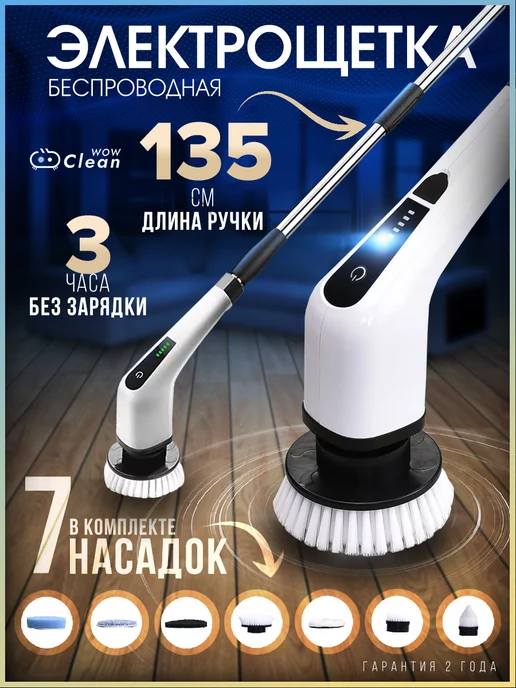 ЭЛЕКТРОЩЕТКА
БЕСПРОВОДНАЯ
wow
Clean
135
СМ
ДЛИНА РУЧКИ
3
ЧАСА
БЕЗ ЗАРЯДКИ
7
В КОМПЛЕКТЕ
НАСАДОК
ГАРАНТИЯ 2 ГОДА